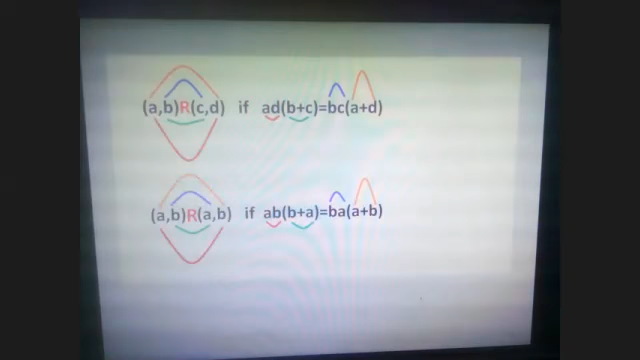 (a,b)R(c,d) if ad(b+c)=bc(a+d)
(a,b)R(a,b) if ab(b+a)=ba(a+b)